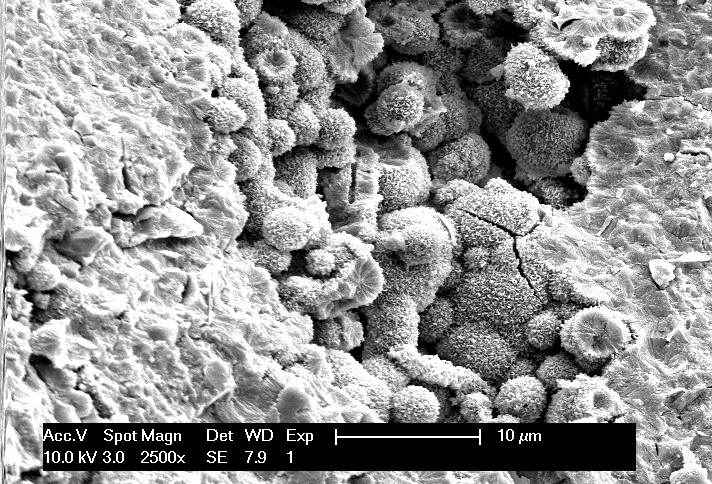 Acc.V Spot Magn Det WD Exp 10 µm
10.0 kV 3.0 2500x SE 7.9 1